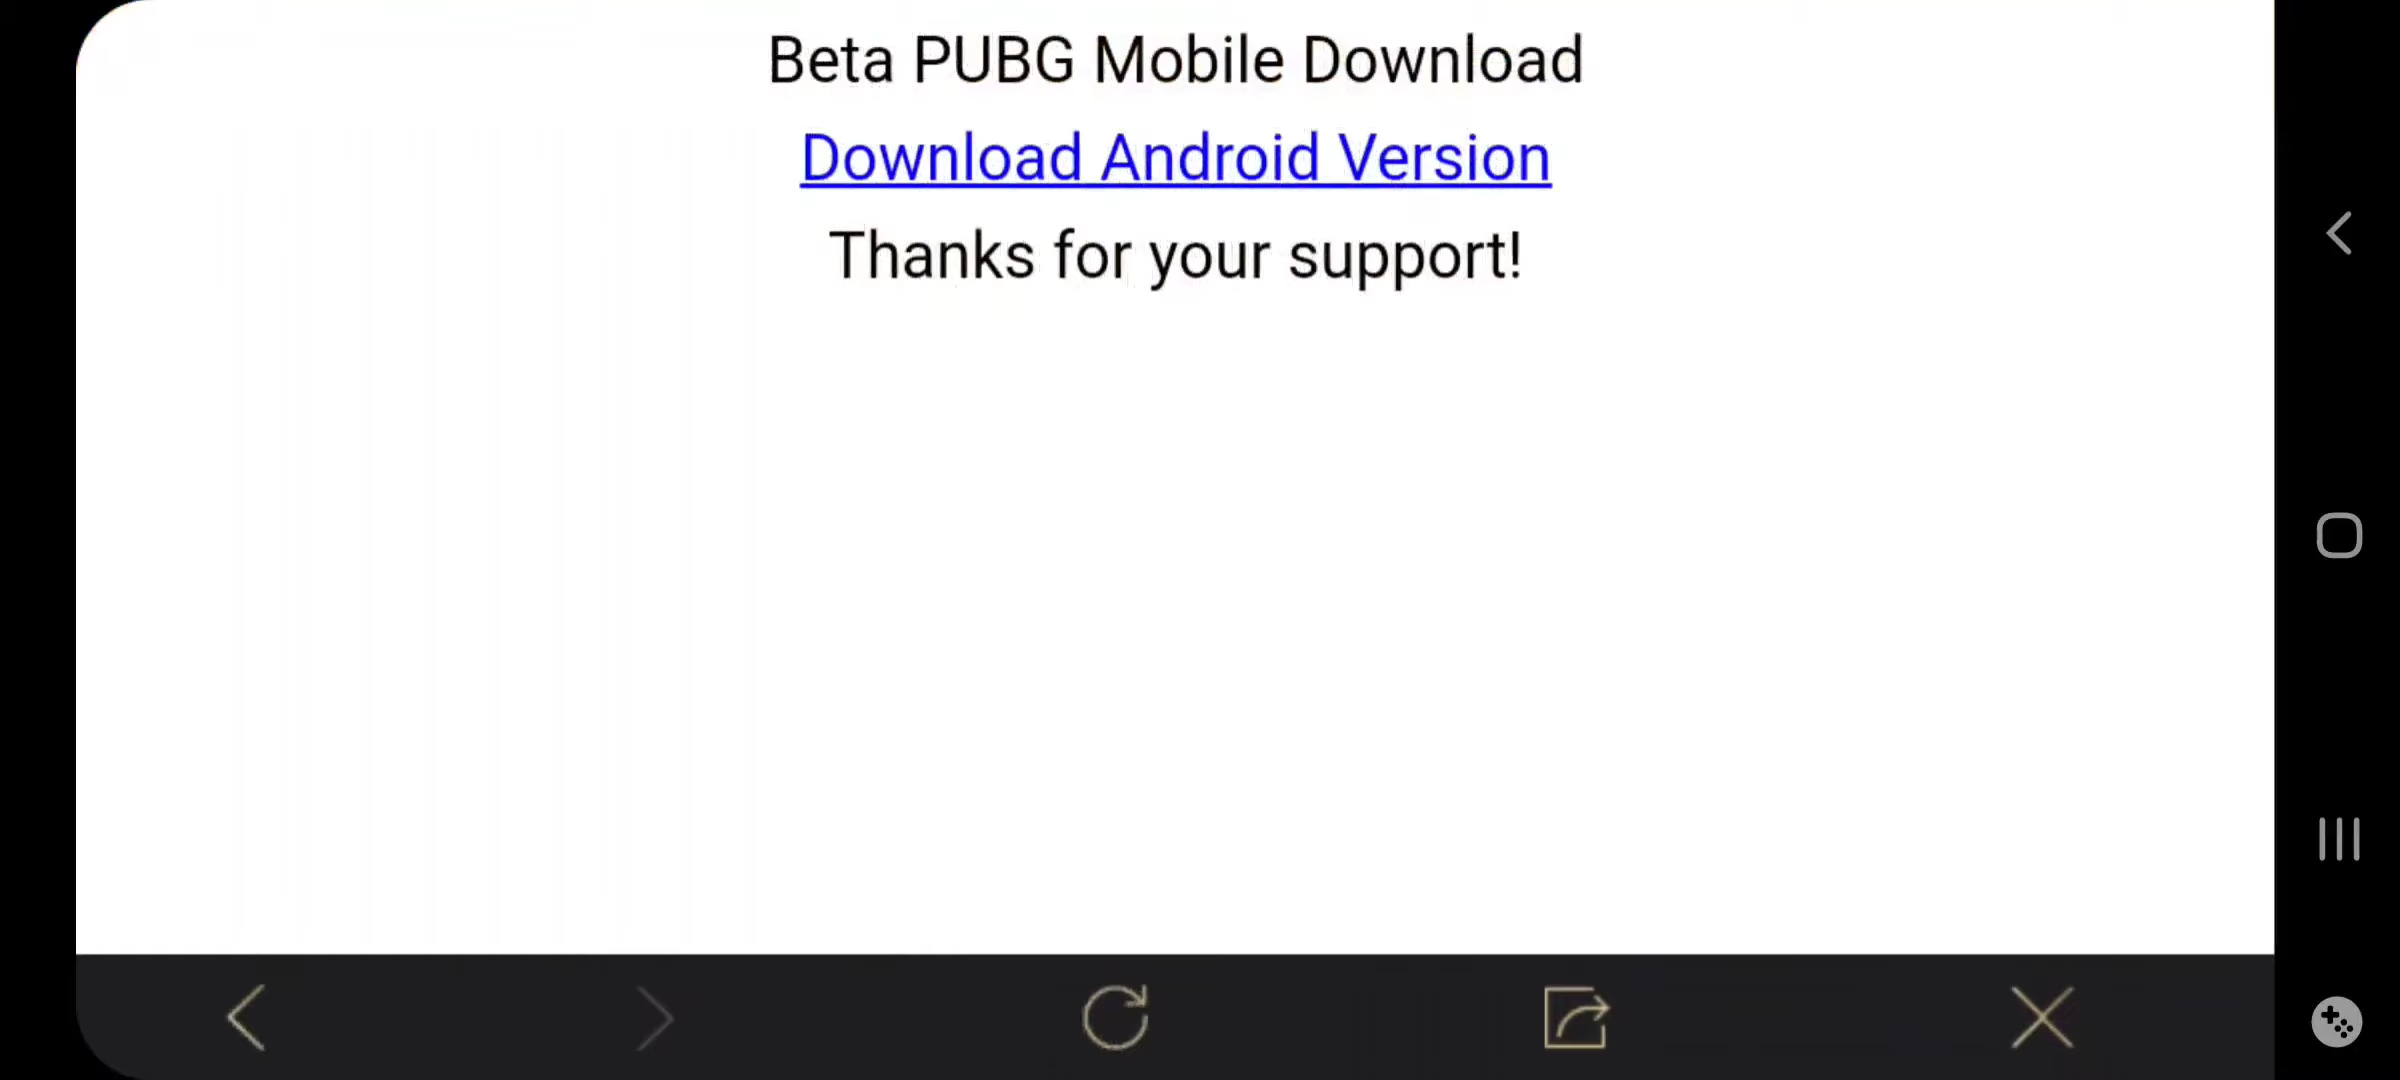 Beta PUBG Mobile Download
Download Android Version
Thanks for your support!